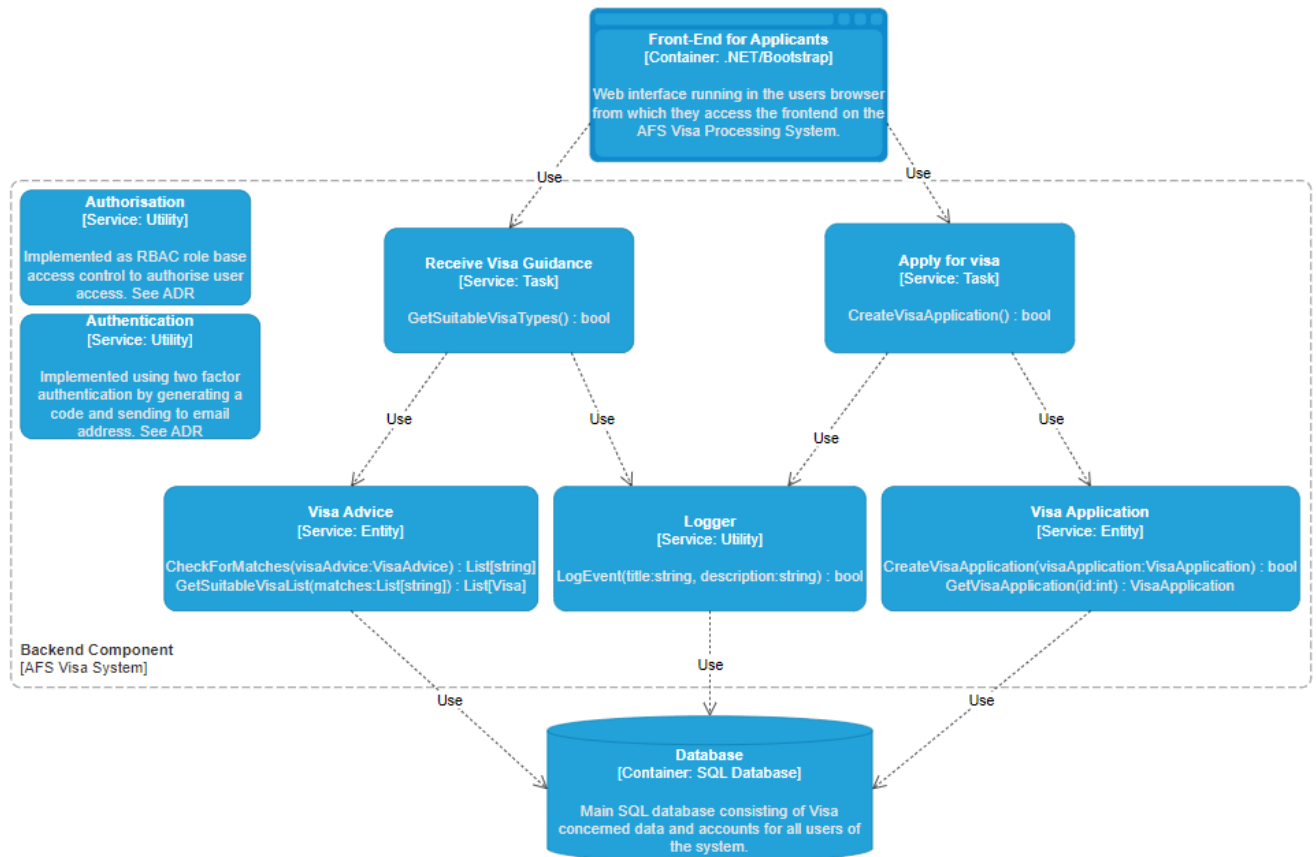 Front-End for Applicants
[Container: .NET/Bootstrap]
Web interface running in the users browser
from which they access the frontend on the
AFS Visa Processing System.
Use
Use
Authorisation
[Service: Utility]
Implemented as RBAC role base
access control to authorise user
access. See ADR
Authentication
[Service: Utility]
Implemented using two factor
authentication by generating a
code and sending to email
address. See ADR
Receive Visa Guidance
[Service: Task]
GetSuitableVisaTypes() : bool
Apply for visa
[Service: Task]
CreateVisaApplication() : bool
Use
Use
Use
Use
Visa Advice
[Service: Entity]
CheckForMatches(visaAdvice:VisaAdvice) : List[string]
GetSuitableVisaList(matches:List[string]) : List[Visa]
Logger
[Service: Utility]
LogEvent(title:string, description:string) : bool
Visa Application
[Service: Entity]
CreateVisaApplication(visaApplication:VisaApplication) : bool
GetVisaApplication(id:int) : VisaApplication
Backend Component
[AFS Visa System]
Use
Use
Use
Database
[Container: SQL Database]
Main SQL database consisting of Visa
concerned data and accounts for all users of
the system.